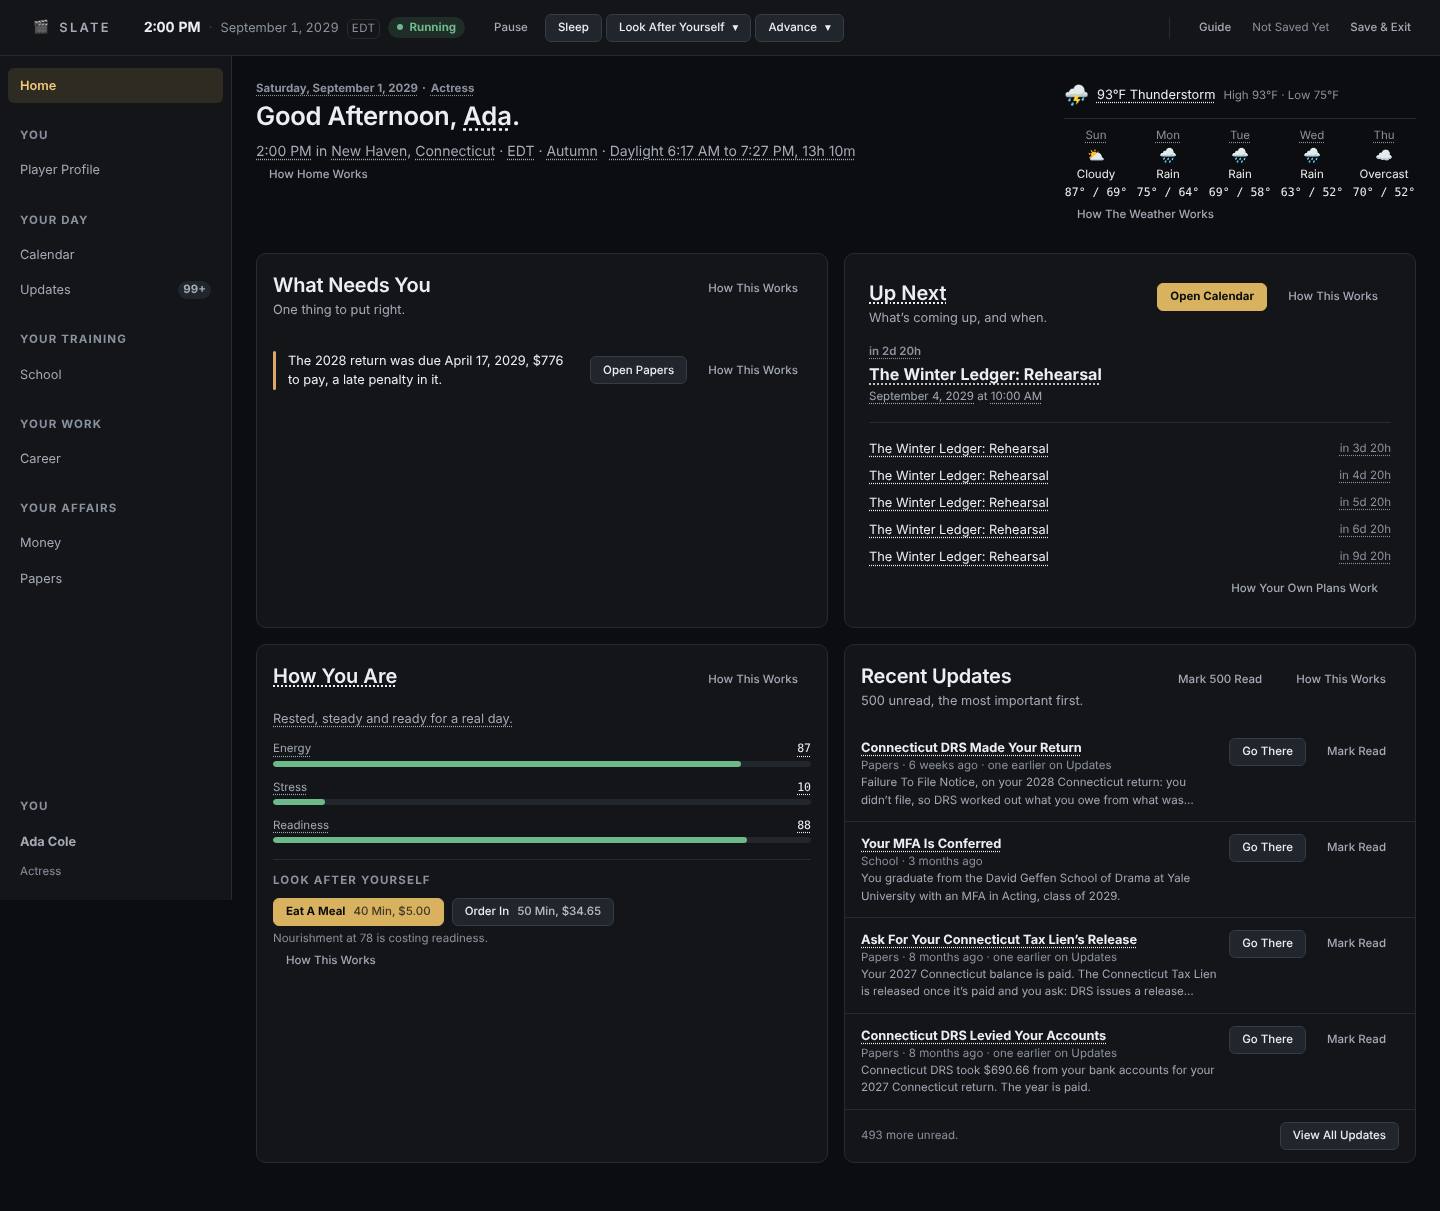 SLATE
2:00 PM · September 1, 2029 EDT Running
Pause
Sleep
Look After Yourself ▾
Advance ▾
Guide
Not Saved Yet
Save & Exit
Home
YOU
Player Profile
YOUR DAY
Calendar
Updates 99+
YOUR TRAINING
School
YOUR WORK
Career
YOUR AFFAIRS
Money
Papers
YOU
Ada Cole
Actress
Saturday, September 1, 2029 · Actress
Good Afternoon, Ada.
2:00 PM in New Haven, Connecticut · EDT · Autumn · Daylight 6:17 AM to 7:27 PM, 13h 10m
How Home Works
93°F Thunderstorm High 93°F · Low 75°F
Sun Mon Tue Wed Thu
Cloudy Rain Rain Rain Overcast
87° / 69° 75° / 64° 69° / 58° 63° / 52° 70° / 52°
How The Weather Works
What Needs You
How This Works
One thing to put right.
The 2028 return was due April 17, 2029, $776
to pay, a late penalty in it.
Open Papers
How This Works
Up Next
Open Calendar
How This Works
What's coming up, and when.
in 2d 20h
The Winter Ledger: Rehearsal
September 4, 2029 at 10:00 AM
The Winter Ledger: Rehearsal in 3d 20h
The Winter Ledger: Rehearsal in 4d 20h
The Winter Ledger: Rehearsal in 5d 20h
The Winter Ledger: Rehearsal in 6d 20h
The Winter Ledger: Rehearsal in 9d 20h
How Your Own Plans Work
How You Are
How This Works
Rested, steady and ready for a real day.
Energy 87
Stress 10
Readiness 88
LOOK AFTER YOURSELF
Eat A Meal 40 Min, $5.00
Order In 50 Min, $34.65
Nourishment at 78 is costing readiness.
How This Works
Recent Updates
Mark 500 Read
How This Works
500 unread, the most important first.
Connecticut DRS Made Your Return
Papers · 6 weeks ago · one earlier on Updates
Failure To File Notice, on your 2028 Connecticut return: you
didn't file, so DRS worked out what you owe from what was…
Go There
Mark Read
Your MFA Is Conferred
School · 3 months ago
You graduate from the David Geffen School of Drama at Yale
University with an MFA in Acting, class of 2029.
Go There
Mark Read
Ask For Your Connecticut Tax Lien's Release
Papers · 8 months ago · one earlier on Updates
Your 2027 Connecticut balance is paid. The Connecticut Tax Lien
is released once it's paid and you ask: DRS issues a release…
Go There
Mark Read
Connecticut DRS Levied Your Accounts
Papers · 8 months ago · one earlier on Updates
Connecticut DRS took $690.66 from your bank accounts for your
2027 Connecticut return. The year is paid.
Go There
Mark Read
493 more unread.
View All Updates